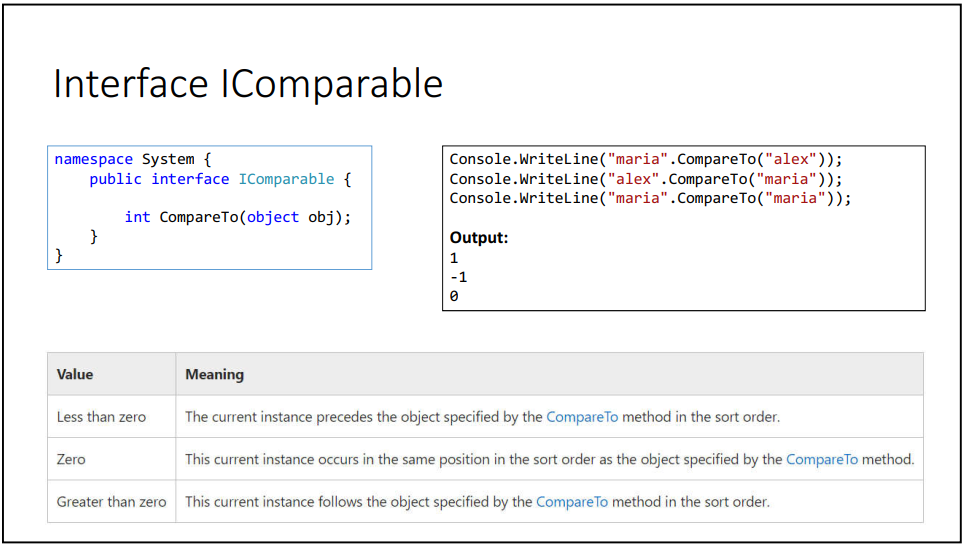 Interface IComparable
namespace System {
public interface IComparable {
int CompareTo(object obj);
}
}
Console.WriteLine("maria".CompareTo("alex"));
Console.WriteLine("alex".CompareTo("maria"));
Console.WriteLine("maria".CompareTo("maria"));
Output:
1
-1
0
Value Meaning
Less than zero The current instance precedes the object specified by the CompareTo method in the sort order.
Zero This current instance occurs in the same position in the sort order as the object specified by the CompareTo method.
Greater than zero This current instance follows the object specified by the CompareTo method in the sort order.